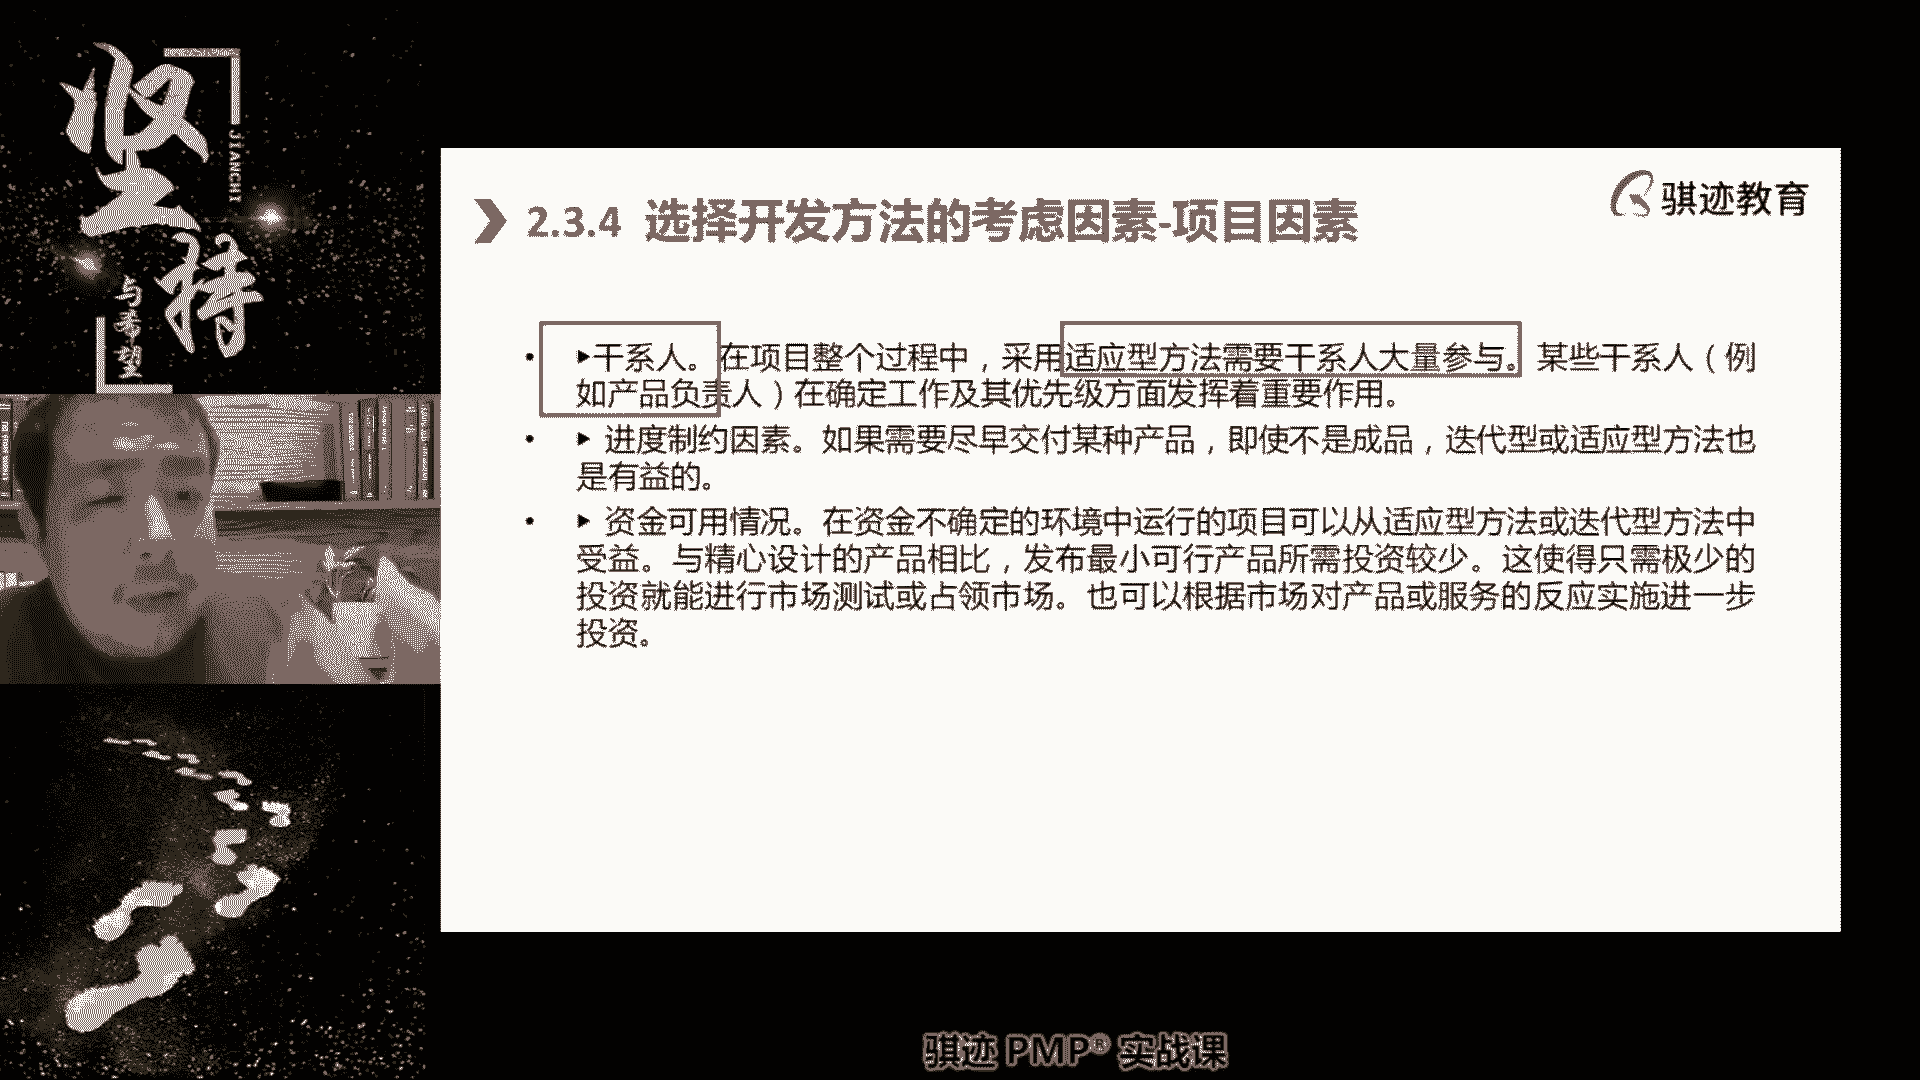 坚持
JIANCHI
与希望
骐迹教育
2.3.4 选择开发方法的考虑因素-项目因素
• ▶干系人。在项目整个过程中，采用适应型方法需要干系人大量参与。某些干系人（例
如产品负责人）在确定工作及其优先级方面发挥着重要作用。
• ▶ 进度制约因素。如果需要尽早交付某种产品，即使不是成品，迭代型或适应型方法也
是有益的。
• ▶ 资金可用情况。在资金不确定的环境中运行的项目可以从适应型方法或迭代型方法中
受益。与精心设计的产品相比，发布最小可行产品所需投资较少。这使得只需极少的
投资就能进行市场测试或占领市场。也可以根据市场对产品或服务的反应实施进一步
投资。
骐迹 PMP® 实战课